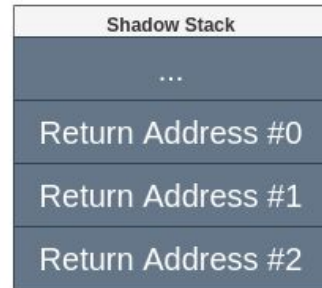 Shadow Stack
...
Return Address #0
Return Address #1
Return Address #2